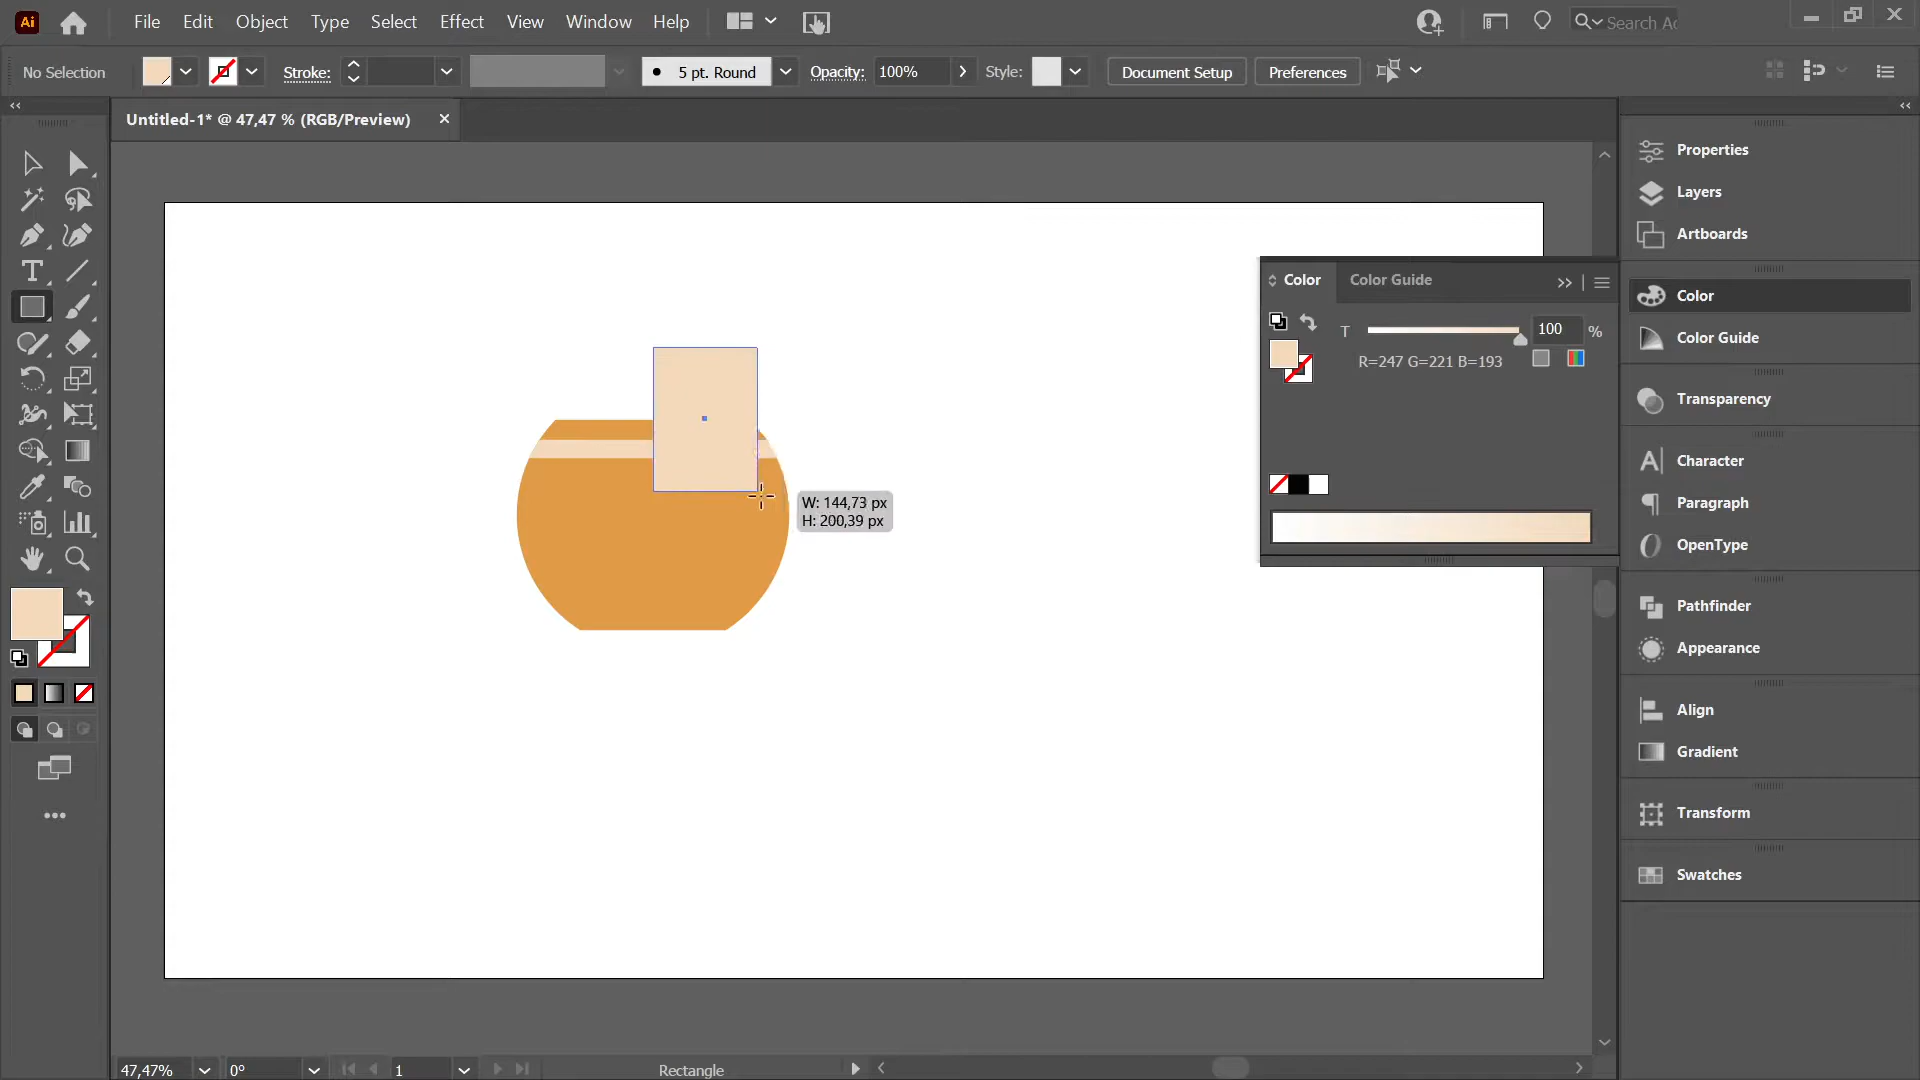 Ai File Edit Object Type Select Effect View Window Help Search Ac
No Selection Stroke: 5 pt. Round Opacity: 100% Style: Document Setup Preferences
Untitled-1* @ 47,47 % (RGB/Preview)
Properties
Layers
Artboards
Color Color Guide
Color
T 100 %
Color Guide
R=247 G=221 B=193
Transparency
Character
W: 144,73 px
H: 200,39 px
Paragraph
OpenType
Pathfinder
Appearance
Align
Gradient
Transform
Swatches
47,47% 0° 1 Rectangle